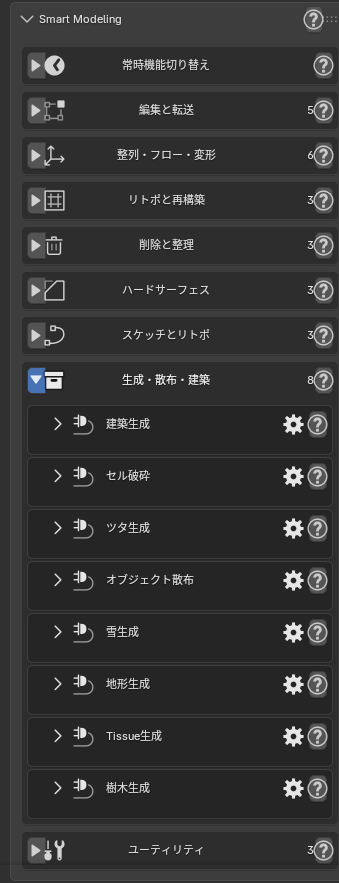 Smart Modeling ?
常時機能切り替え ?
編集と転送 5 ?
整列・フロー・変形 6 ?
リトポと再構築 3 ?
削除と整理 3 ?
ハードサーフェス 3 ?
スケッチとリトポ 3 ?
生成・散布・建築 8 ?
建築生成 ?
セル破砕 ?
ツタ生成 ?
オブジェクト散布 ?
雪生成 ?
地形生成 ?
Tissue生成 ?
樹木生成 ?
ユーティリティ 3 ?